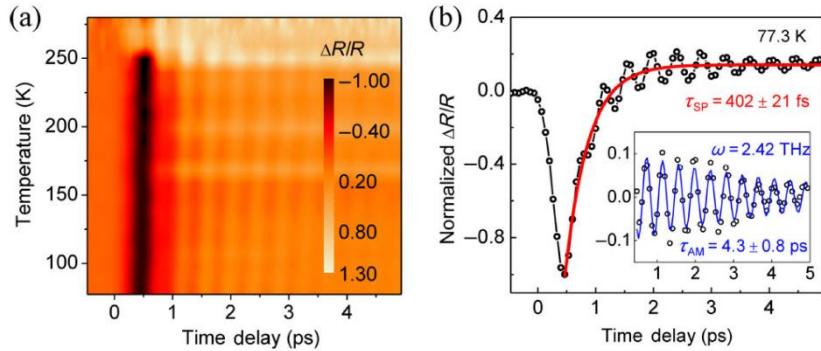 (a)
ΔR/R
−1.00
−0.40
0.20
0.80
1.30
250
200
150
100
Temperature (K)
0 1 2 3 4
Time delay (ps)
(b)
77.3 K
0.4
0.0
−0.4
−0.8
Normalized ΔR/R
τSP = 402 ± 21 fs
ω = 2.42 THz
0.1
0.0
−0.1
τAM = 4.3 ± 0.8 ps
1 2 3 4 5
0 1 2 3 4
Time delay (ps)